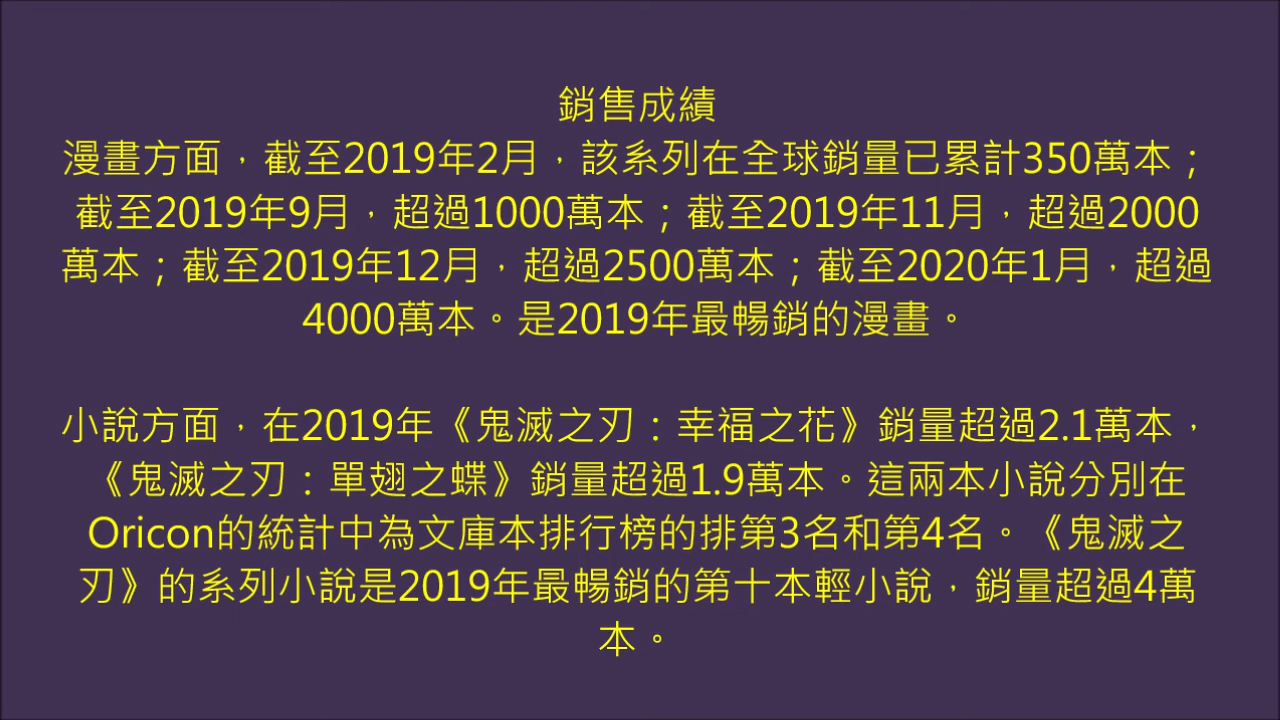 銷售成績
漫畫方面，截至2019年2月，該系列在全球銷量已累計350萬本；
截至2019年9月，超過1000萬本；截至2019年11月，超過2000
萬本；截至2019年12月，超過2500萬本；截至2020年1月，超過
4000萬本。是2019年最暢銷的漫畫。
小說方面，在2019年《鬼滅之刃：幸福之花》銷量超過2.1萬本，
《鬼滅之刃：單翅之蝶》銷量超過1.9萬本。這兩本小說分別在
Oricon的統計中為文庫本排行榜的排第3名和第4名。《鬼滅之
刃》的系列小說是2019年最暢銷的第十本輕小說，銷量超過4萬
本。